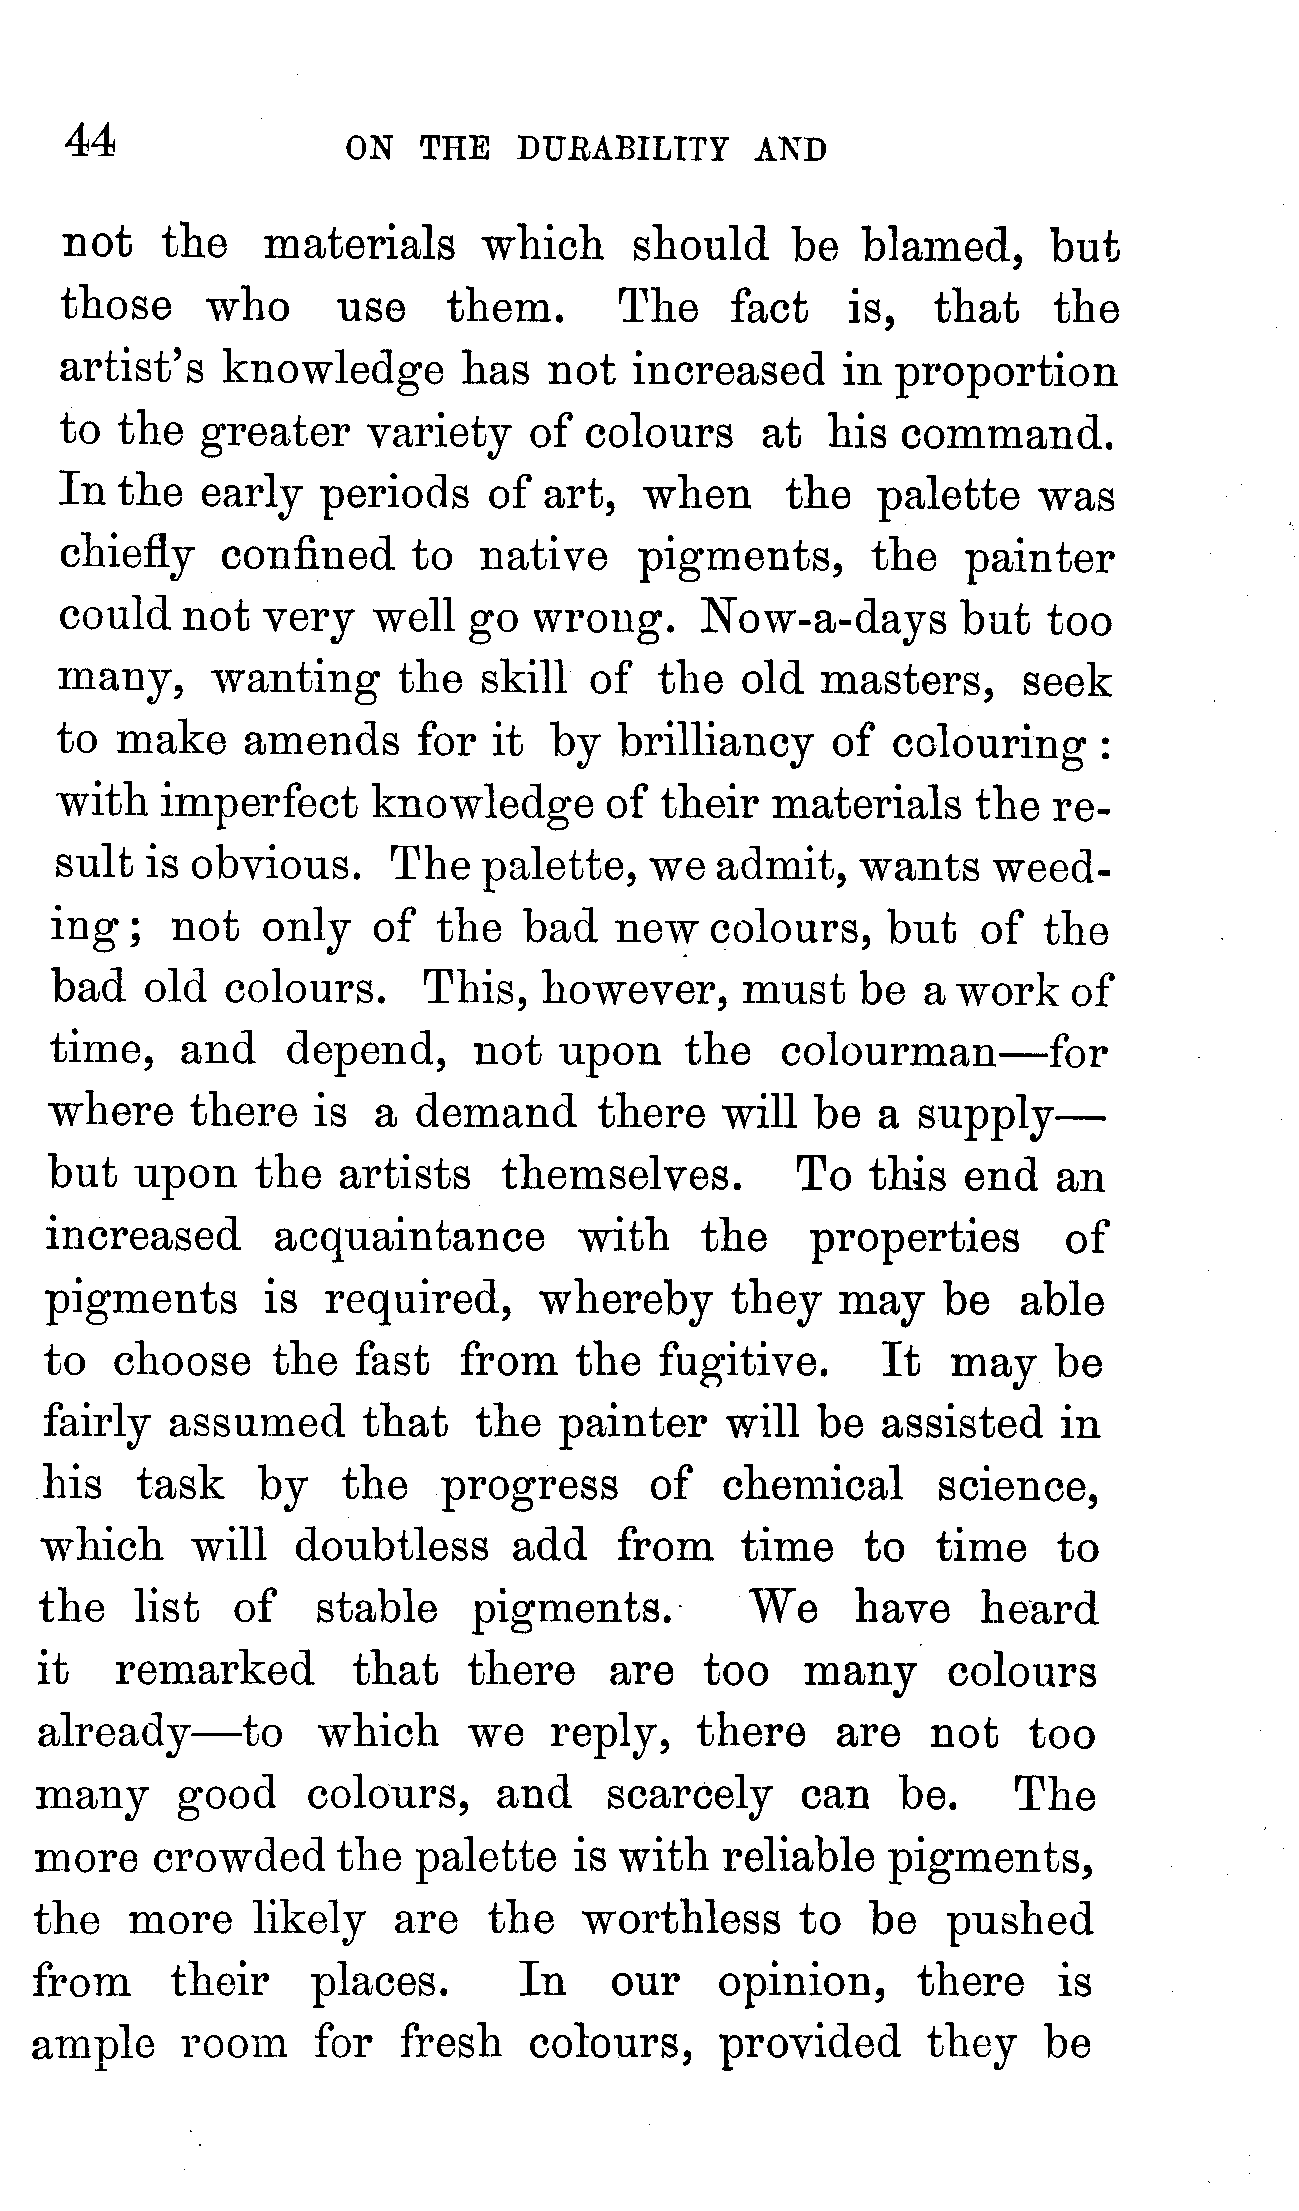 44 ON THE DURABILITY AND
not the materials which should be blamed, but
those who use them. The fact is, that the
artist's knowledge has not increased in proportion
to the greater variety of colours at his command.
In the early periods of art, when the palette was
chiefly confined to native pigments, the painter
could not very well go wrong. Now-a-days but too
many, wanting the skill of the old masters, seek
to make amends for it by brilliancy of colouring :
with imperfect knowledge of their materials the re-
sult is obvious. The palette, we admit, wants weed-
ing; not only of the bad new colours, but of the
bad old colours. This, however, must be a work of
time, and depend, not upon the colourman—for
where there is a demand there will be a supply—
but upon the artists themselves. To this end an
increased acquaintance with the properties of
pigments is required, whereby they may be able
to choose the fast from the fugitive. It may be
fairly assumed that the painter will be assisted in
his task by the progress of chemical science,
which will doubtless add from time to time to
the list of stable pigments. We have heard
it remarked that there are too many colours
already—to which we reply, there are not too
many good colours, and scarcely can be. The
more crowded the palette is with reliable pigments,
the more likely are the worthless to be pushed
from their places. In our opinion, there is
ample room for fresh colours, provided they be